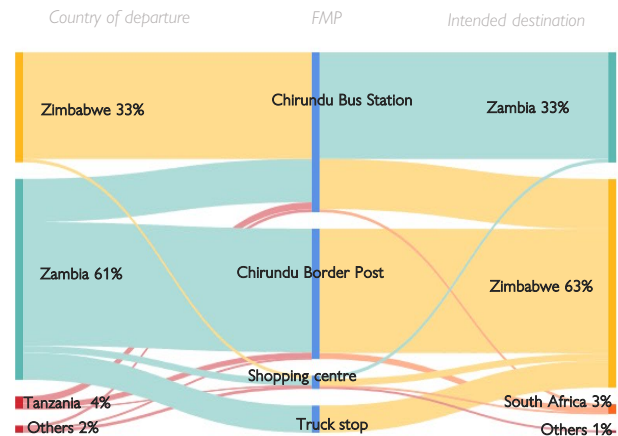 Country of departure FMP Intended destination
Zimbabwe 33% Chirundu Bus Station Zambia 33%
Zambia 61% Chirundu Border Post Zimbabwe 63%
Shopping centre
Tanzania 4% South Africa 3%
Others 2% Truck stop Others 1%